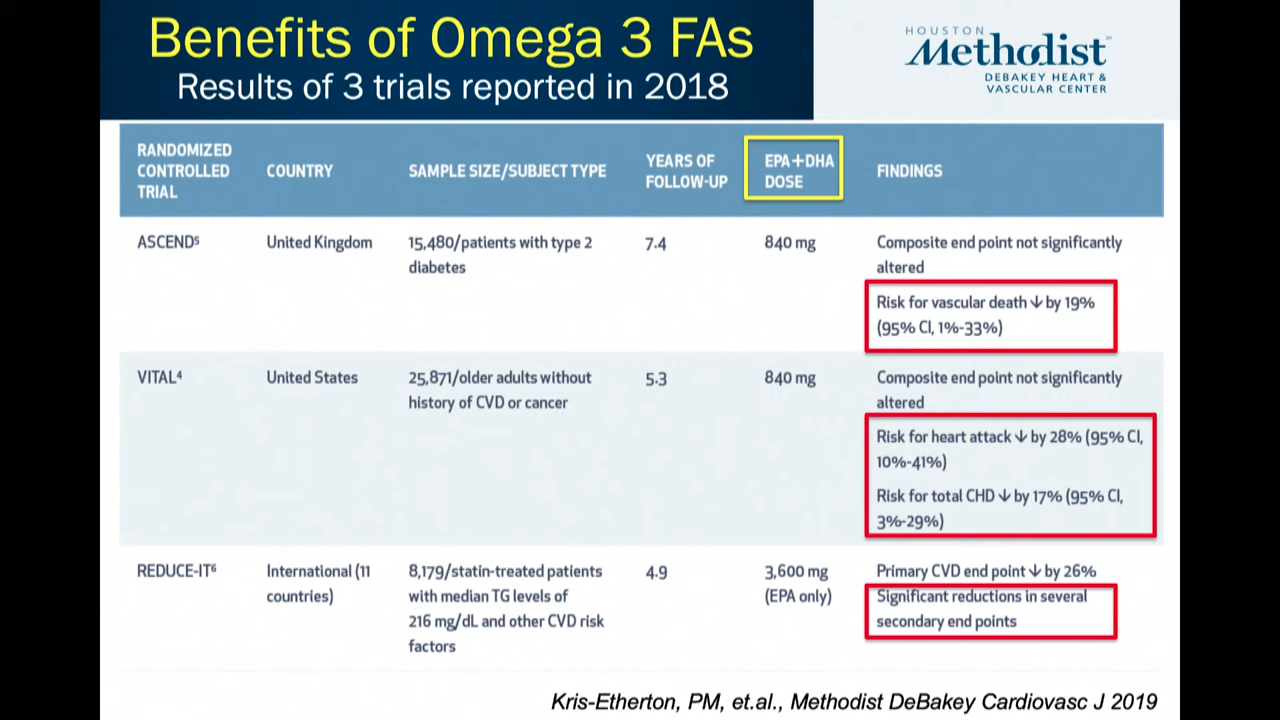 Benefits of Omega 3 FAs
Results of 3 trials reported in 2018
HOUSTON
Methodist
DEBAKEY HEART &
VASCULAR CENTER
RANDOMIZED
CONTROLLED
TRIAL
COUNTRY
SAMPLE SIZE/SUBJECT TYPE
YEARS OF
FOLLOW-UP
EPA+DHA
DOSE
FINDINGS
ASCEND⁵
United Kingdom
15,480/patients with type 2
diabetes
7.4
840 mg
Composite end point not significantly
altered
Risk for vascular death ↓ by 19%
(95% CI, 1%-33%)
VITAL⁴
United States
25,871/older adults without
history of CVD or cancer
5.3
840 mg
Composite end point not significantly
altered
Risk for heart attack ↓ by 28% (95% CI,
10%-41%)
Risk for total CHD ↓ by 17% (95% CI,
3%-29%)
REDUCE-IT⁶
International (11
countries)
8,179/statin-treated patients
with median TG levels of
216 mg/dL and other CVD risk
factors
4.9
3,600 mg
(EPA only)
Primary CVD end point ↓ by 26%
Significant reductions in several
secondary end points
Kris-Etherton, PM, et.al., Methodist DeBakey Cardiovasc J 2019